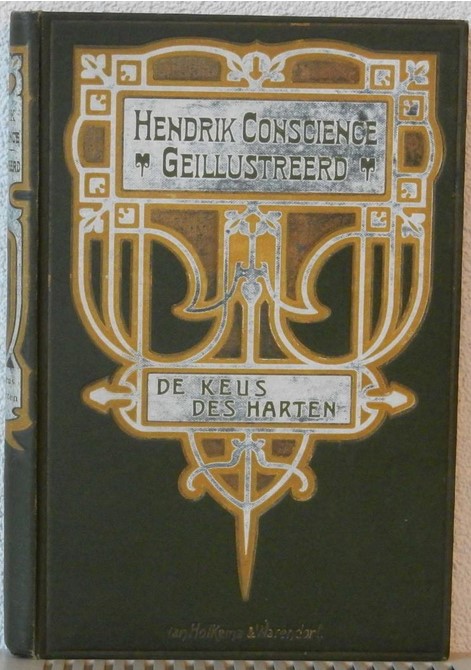 HENDRIK CONSCIENCE
GEILLUSTREERD
DE KEUS
DES HARTEN
van Holkema & Warendorf.